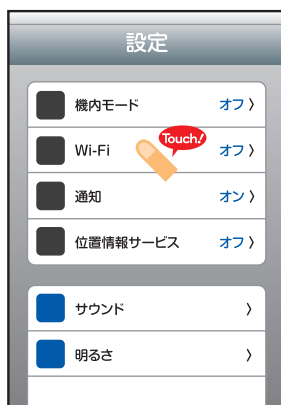 設定
機内モード オフ 〉
Wi-Fi Touch! オフ 〉
通知 オン 〉
位置情報サービス オフ 〉
サウンド 〉
明るさ 〉